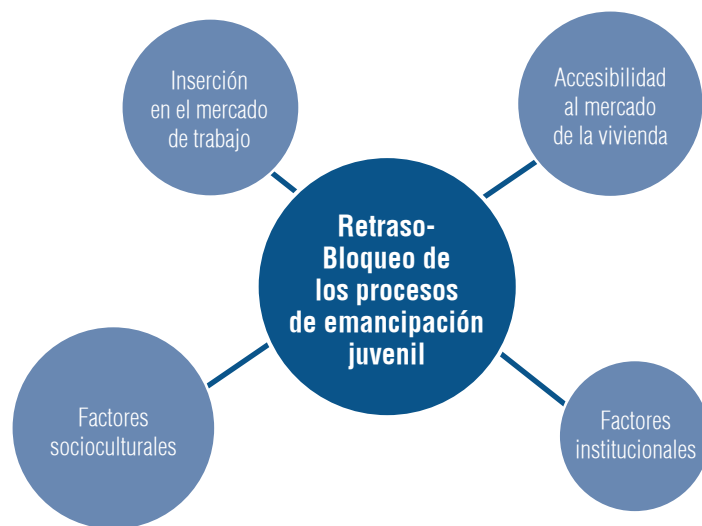 Inserción
en el mercado
de trabajo
Accesibilidad
al mercado
de la vivienda
Retraso-
Bloqueo de
los procesos
de emancipación
juvenil
Factores
socioculturales
Factores
institucionales